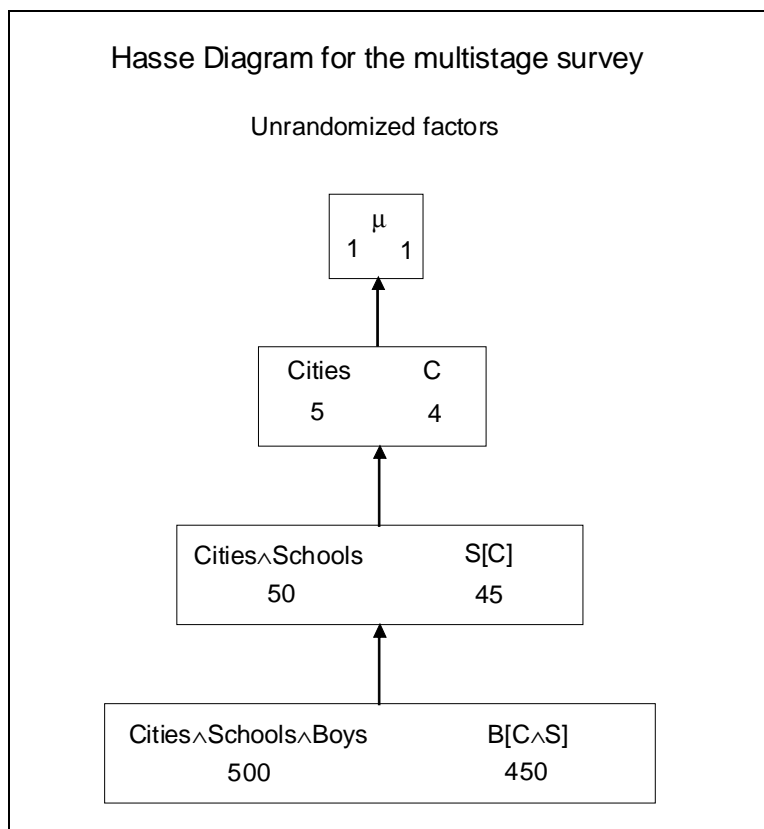 Hasse Diagram for the multistage survey
Unrandomized factors
μ
1 1
Cities C
5 4
Cities∧Schools S[C]
50 45
Cities∧Schools∧Boys B[C∧S]
500 450